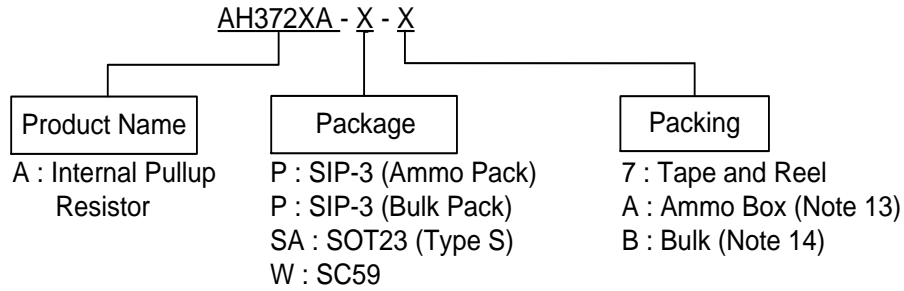 AH372XA - X - X
Product Name
Package
Packing
A : Internal Pullup
Resistor
P : SIP-3 (Ammo Pack)
P : SIP-3 (Bulk Pack)
SA : SOT23 (Type S)
W : SC59
7 : Tape and Reel
A : Ammo Box (Note 13)
B : Bulk (Note 14)